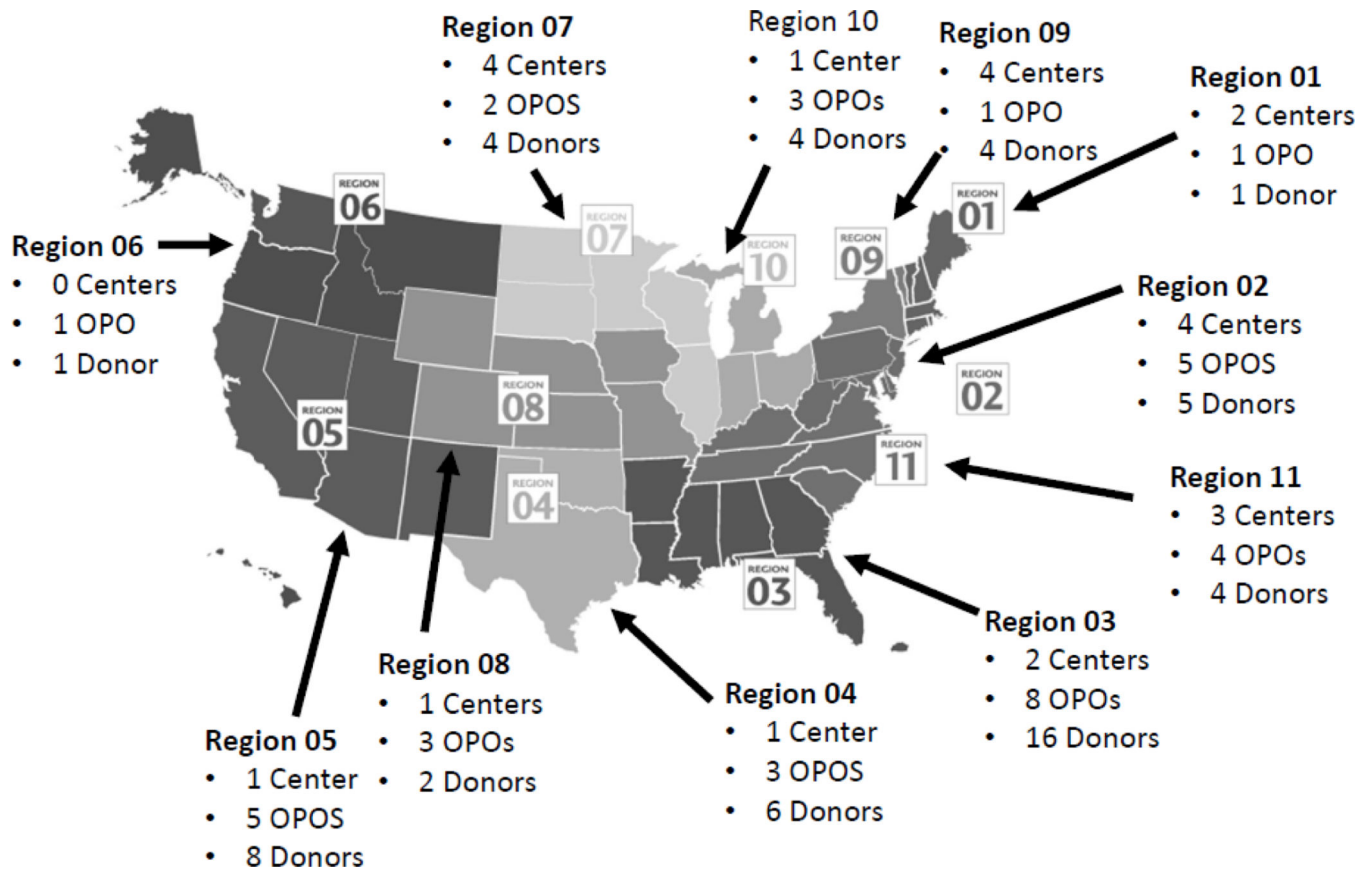 Region 07
• 4 Centers
• 2 OPOS
• 4 Donors
Region 10
• 1 Center
• 3 OPOs
• 4 Donors
Region 09
• 4 Centers
• 1 OPO
• 4 Donors
Region 01
• 2 Centers
• 1 OPO
• 1 Donor
Region 06
• 0 Centers
• 1 OPO
• 1 Donor
REGION
06
REGION
07
REGION
10
REGION
09
REGION
01
Region 02
• 4 Centers
• 5 OPOS
• 5 Donors
REGION
05
REGION
08
REGION
02
REGION
04
REGION
11
REGION
03
Region 11
• 3 Centers
• 4 OPOs
• 4 Donors
Region 03
• 2 Centers
• 8 OPOs
• 16 Donors
Region 08
• 1 Centers
• 3 OPOs
• 2 Donors
Region 04
• 1 Center
• 3 OPOS
• 6 Donors
Region 05
• 1 Center
• 5 OPOS
• 8 Donors